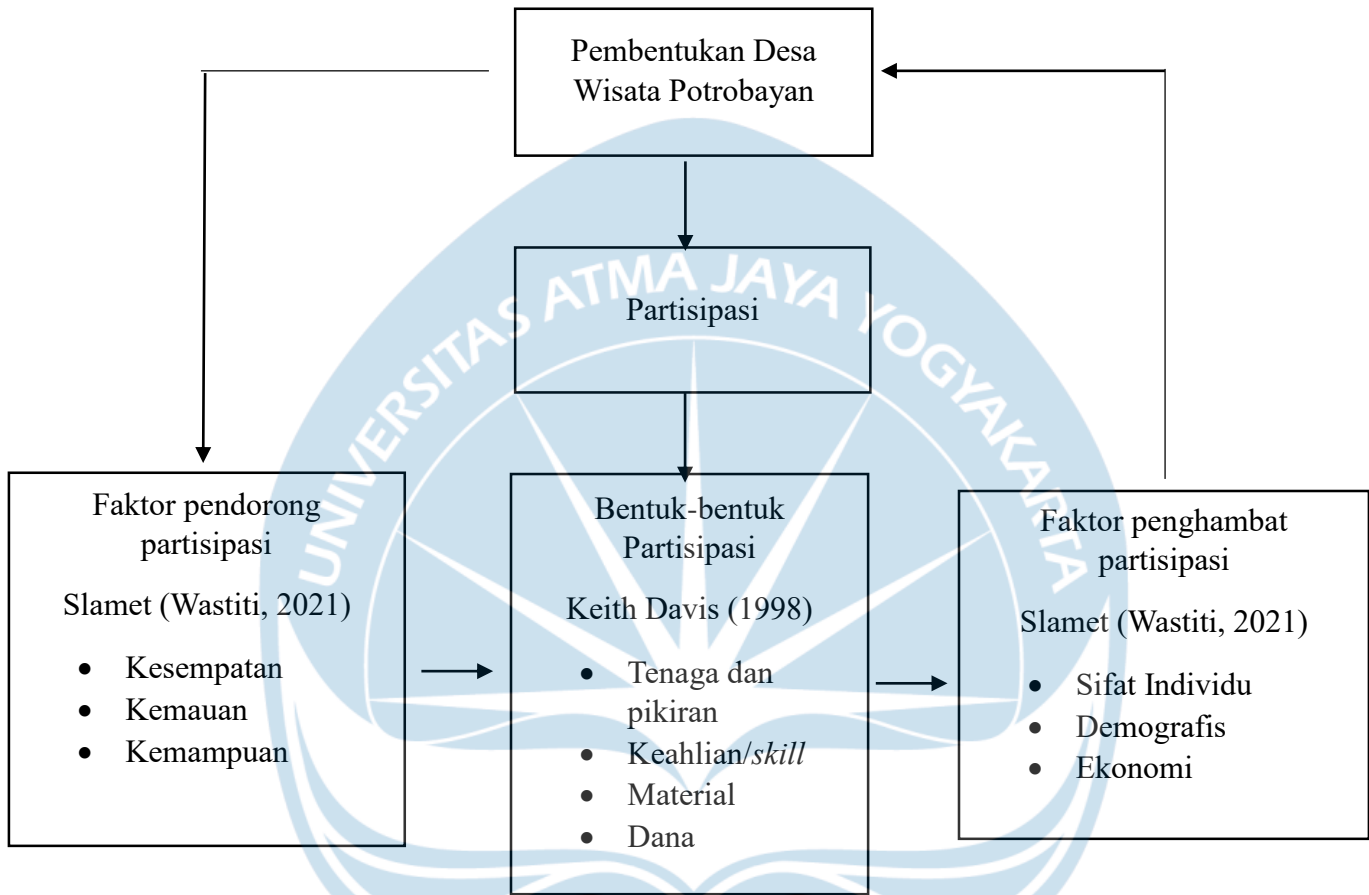 Pembentukan Desa
Wisata Potrobayan
UNIVERSITAS ATMA JAYA YOGYAKARTA
Partisipasi
Faktor pendorong
partisipasi
Slamet (Wastiti, 2021)
• Kesempatan
• Kemauan
• Kemampuan
Bentuk-bentuk
Partisipasi
Keith Davis (1998)
• Tenaga dan
pikiran
• Keahlian/skill
• Material
• Dana
Faktor penghambat
partisipasi
Slamet (Wastiti, 2021)
• Sifat Individu
• Demografis
• Ekonomi